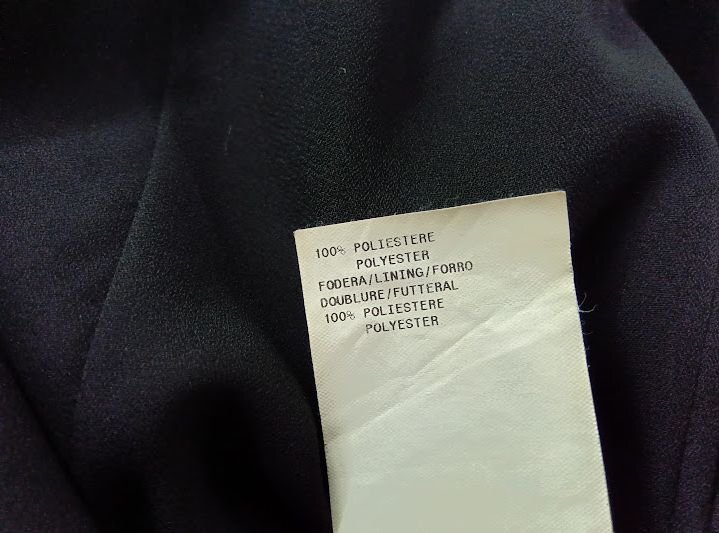 100% POLIESTERE
POLYESTER
FODERA/LINING/FORRO
DOUBLURE/FUTTERAL
100% POLIESTERE
POLYESTER